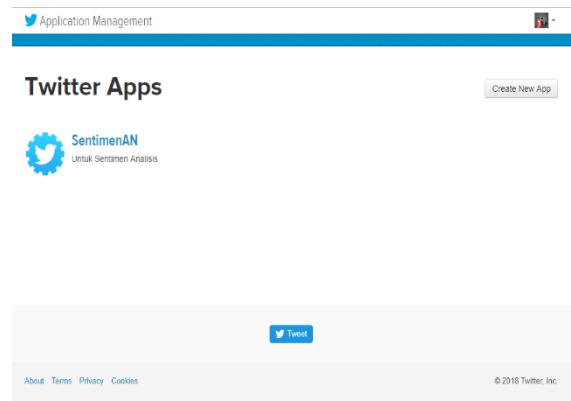 Application Management
Twitter Apps
Create New App
SentimenAN
Untuk Sentimen Analisis
Tweet
About Terms Privacy Cookies
© 2018 Twitter, Inc.